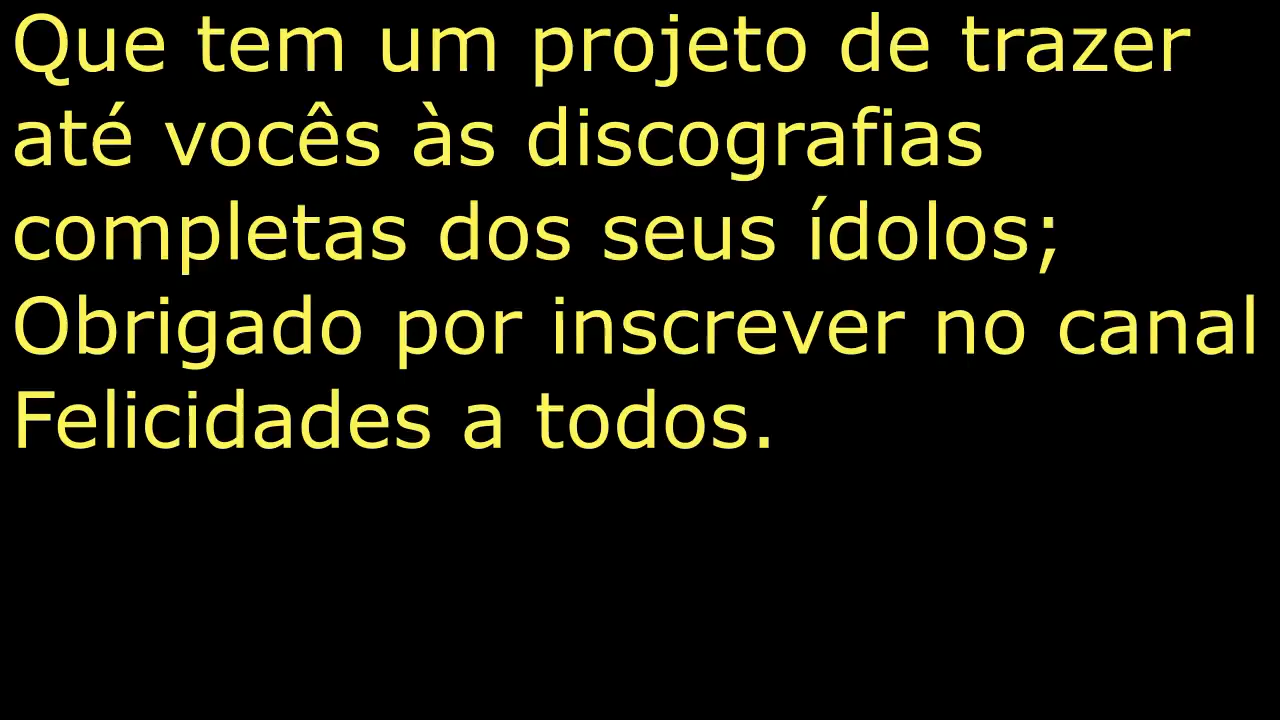 Que tem um projeto de trazer
até vocês às discografias
completas dos seus ídolos;
Obrigado por inscrever no canal
Felicidades a todos.